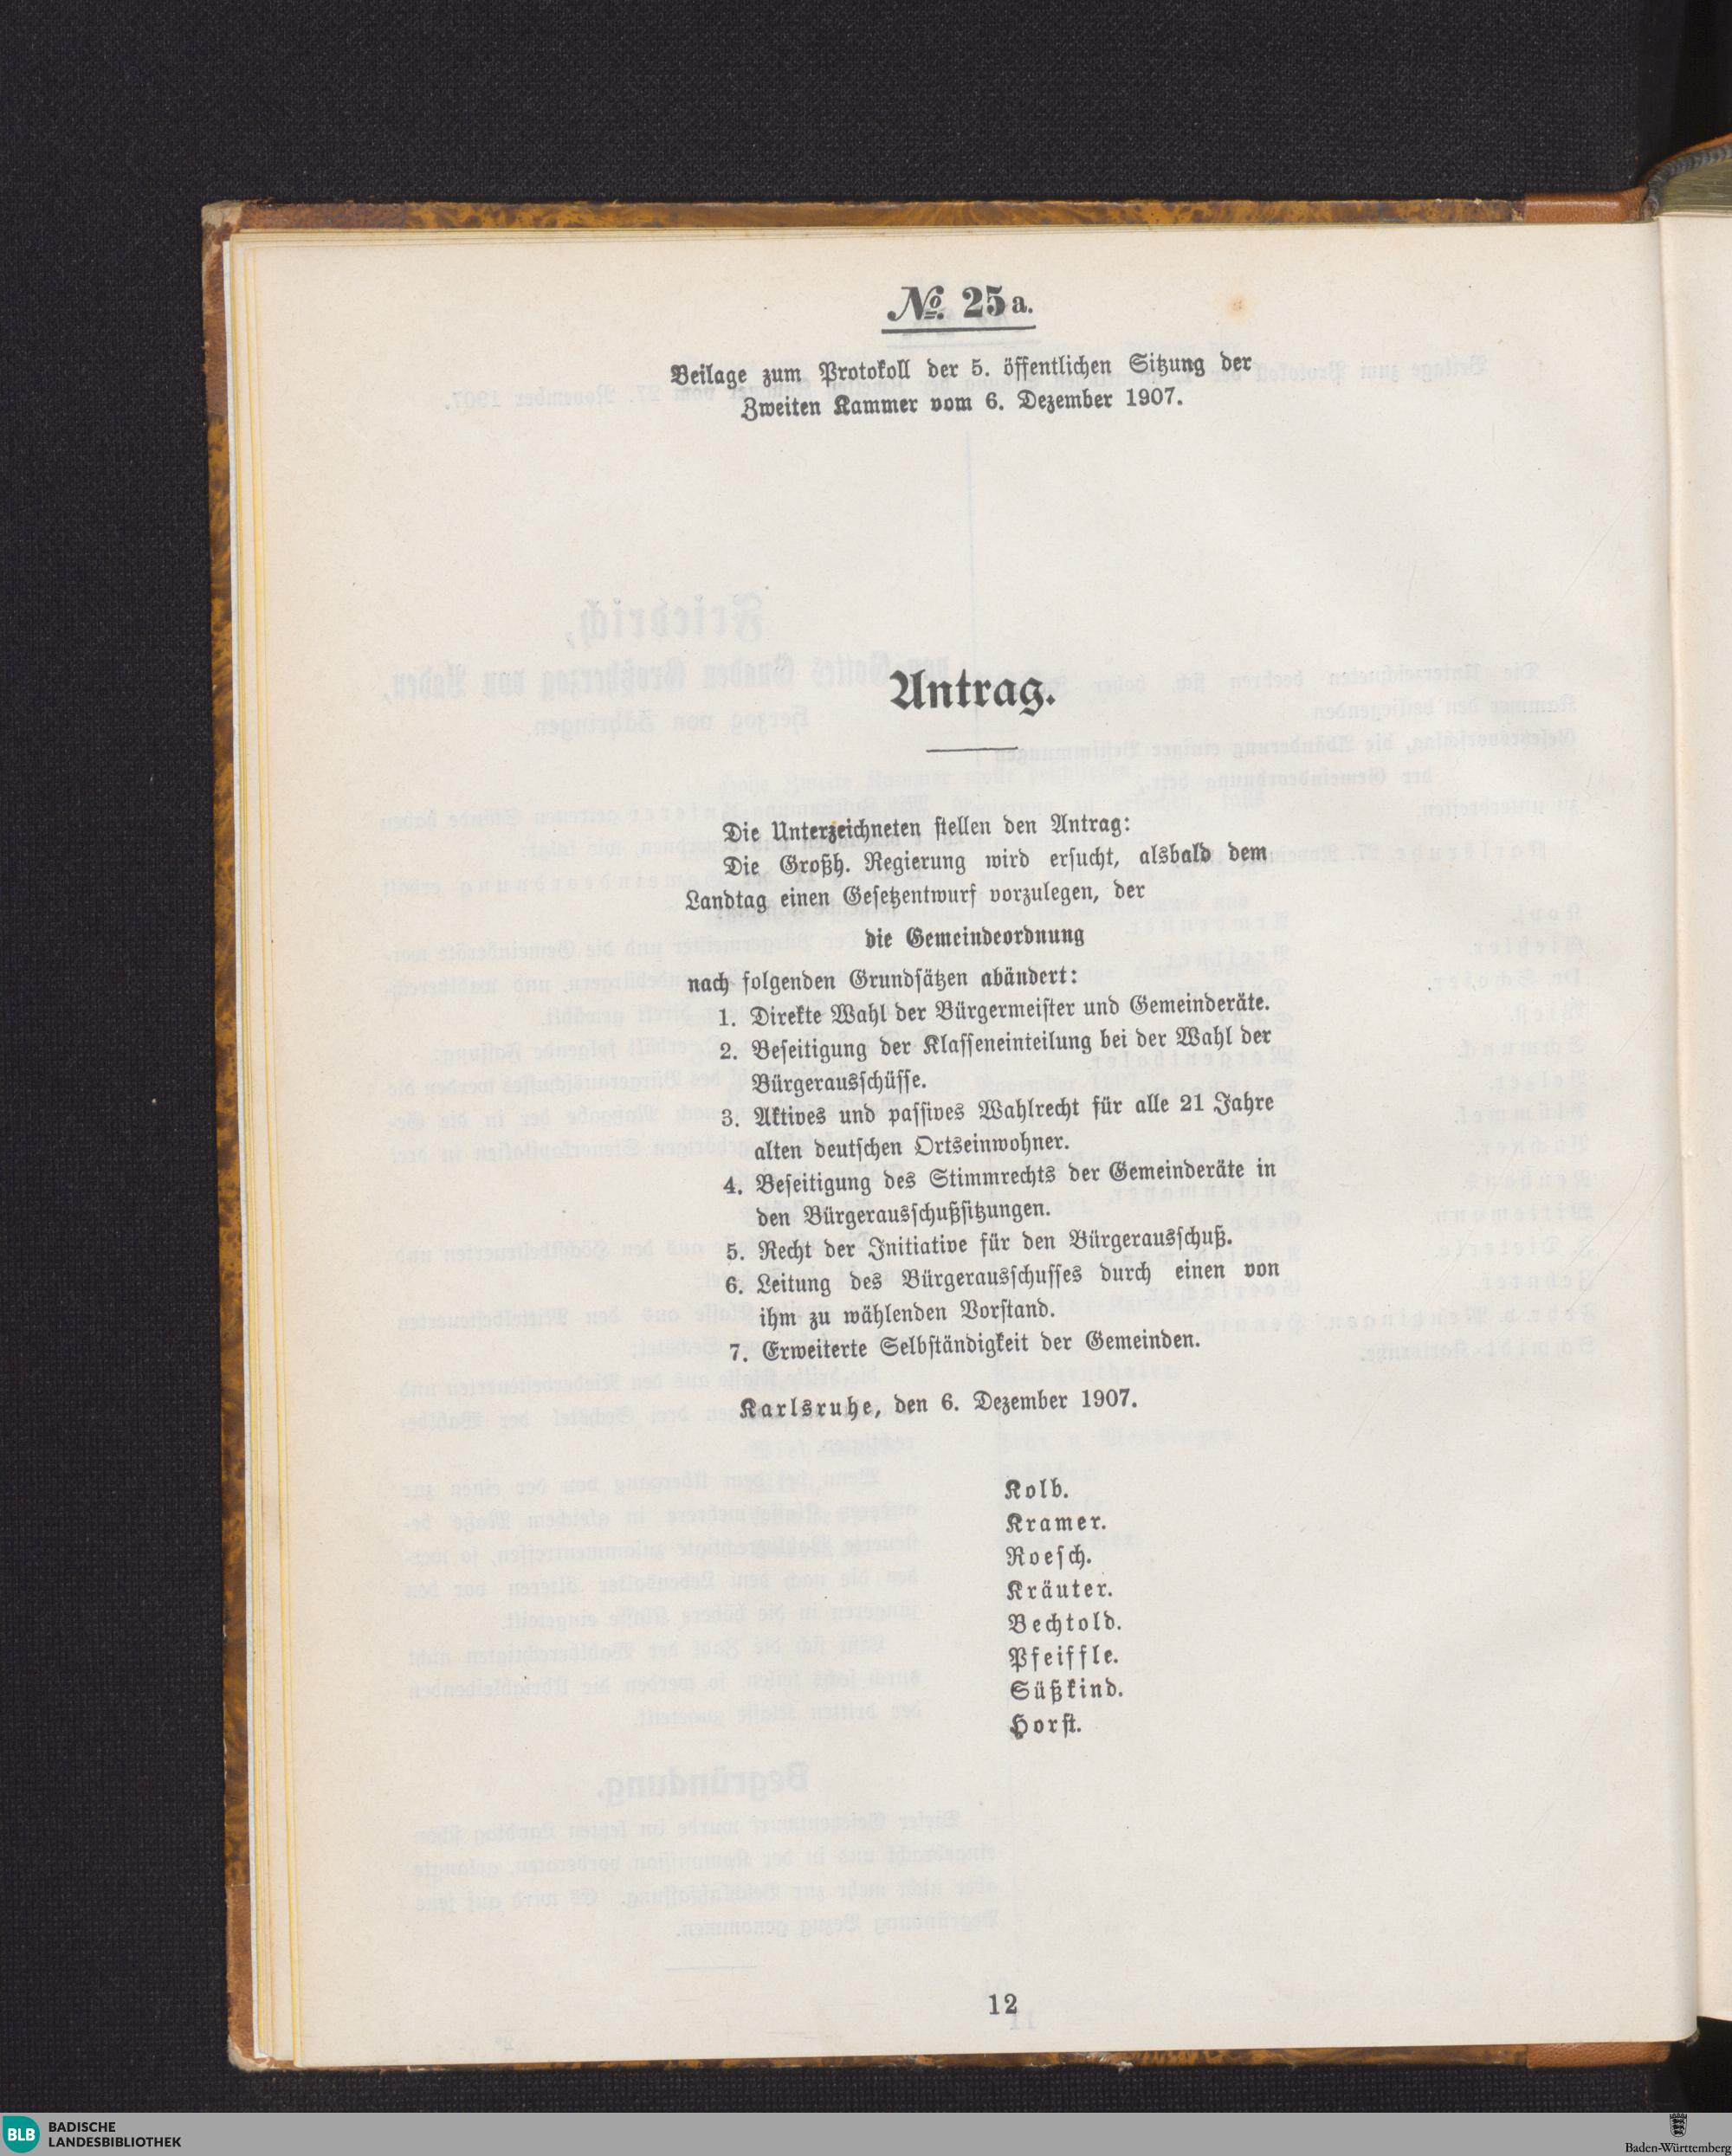 №. 25 a.
Beilage zum Protokoll der 5. öffentlichen Sitzung der
Zweiten Kammer vom 6. Dezember 1907.
Antrag.
Die Unterzeichneten stellen den Antrag:
Die Großh. Regierung wird ersucht, alsbald dem
Landtag einen Gesetzentwurf vorzulegen, der
die Gemeindeordnung
nach folgenden Grundsätzen abändert:
1. Direkte Wahl der Bürgermeister und Gemeinderäte.
2. Beseitigung der Klasseneinteilung bei der Wahl der
Bürgerausschüsse.
3. Aktives und passives Wahlrecht für alle 21 Jahre
alten deutschen Ortseinwohner.
4. Beseitigung des Stimmrechts der Gemeinderäte in
den Bürgerausschußsitzungen.
5. Recht der Initiative für den Bürgerausschuß.
6. Leitung des Bürgerausschusses durch einen von
ihm zu wählenden Vorstand.
7. Erweiterte Selbständigkeit der Gemeinden.
Karlsruhe, den 6. Dezember 1907.
Kolb.
Kramer.
Roesch.
Kräuter.
Bechtold.
Pfeiffle.
Süßkind.
Horst.
12
BLB BADISCHE
LANDESBIBLIOTHEK
Baden-Württemberg